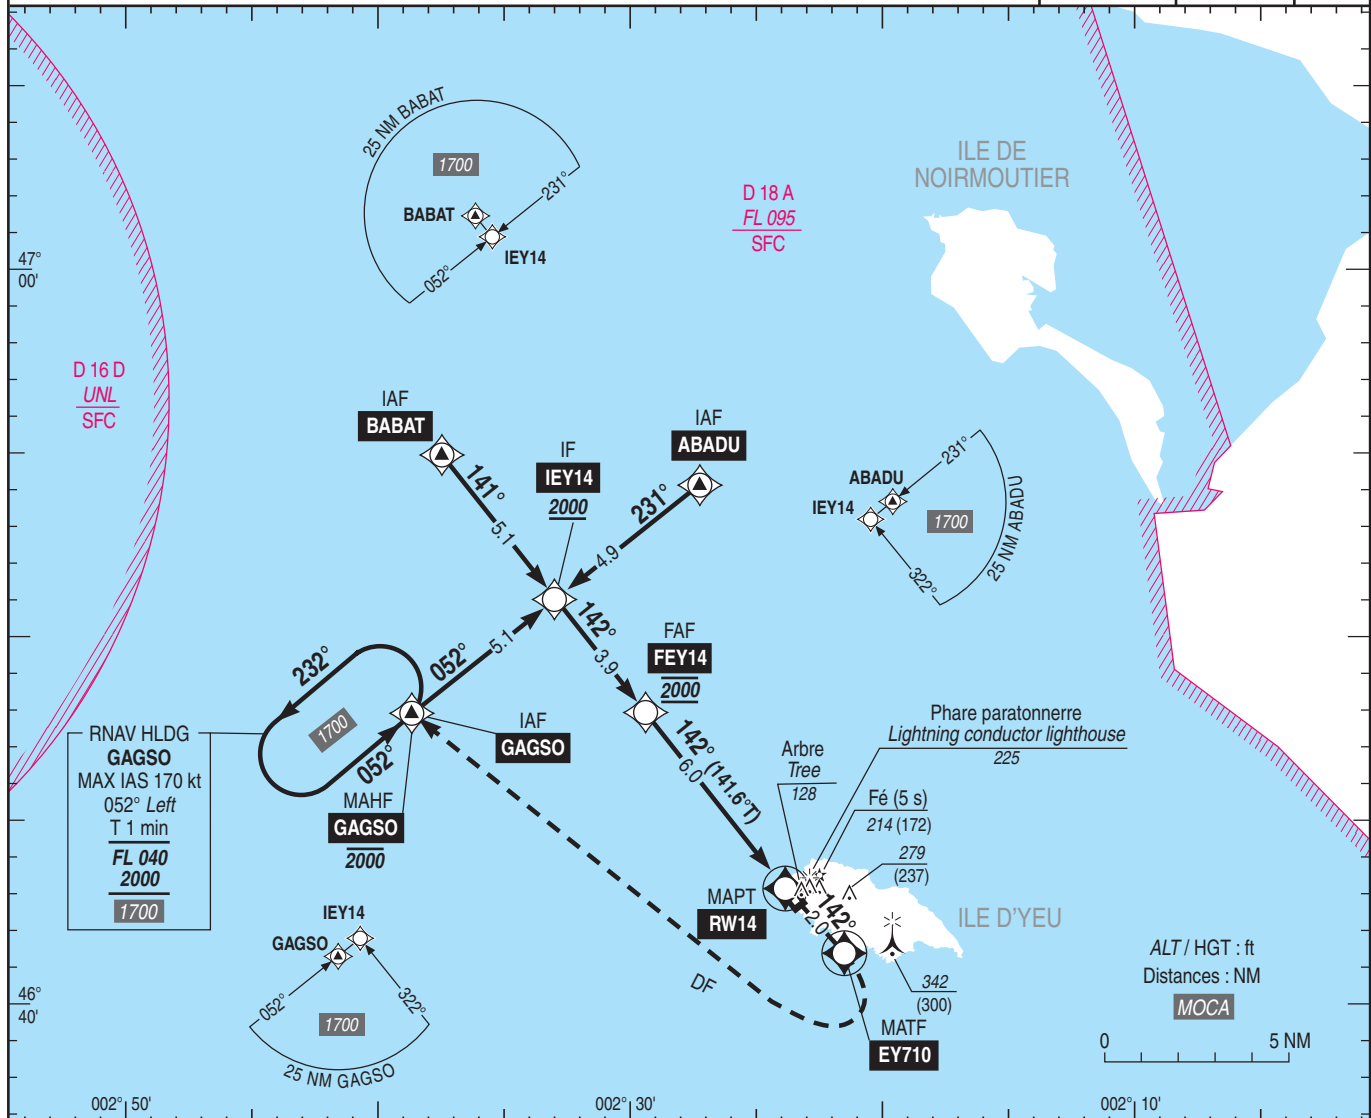 25 NM BABAT
1700
231°
BABAT
IEY14
052°
D 18 A
FL 095
SFC
ILE DE
NOIRMOUTIER
47°
00'
D 16 D
UNL
SFC
IAF
BABAT
IF
IEY14
2000
IAF
ABADU
141°
5.1
231°
4.9
231°
ABADU
IEY14
1700
25 NM ABADU
322°
142°
3.9
052°
5.1
FAF
FEY14
2000
232°
1700
052°
IAF
GAGSO
RNAV HLDG
GAGSO
MAX IAS 170 kt
052° Left
T 1 min
FL 040
2000
1700
MAHF
GAGSO
2000
142° (141.6°T)
6.0
Phare paratonnerre
Lightning conductor lighthouse
225
Arbre
Tree
128
Fé (5 s)
214 (172)
279
(237)
MAPT
RW14
142°
2.0
ILE D'YEU
342
(300)
DF
MATF
EY710
IEY14
GAGSO
052°
322°
1700
25 NM GAGSO
46°
40'
ALT / HGT : ft
Distances : NM
MOCA
0
5 NM
002° 50'
002° 30'
002° 10'